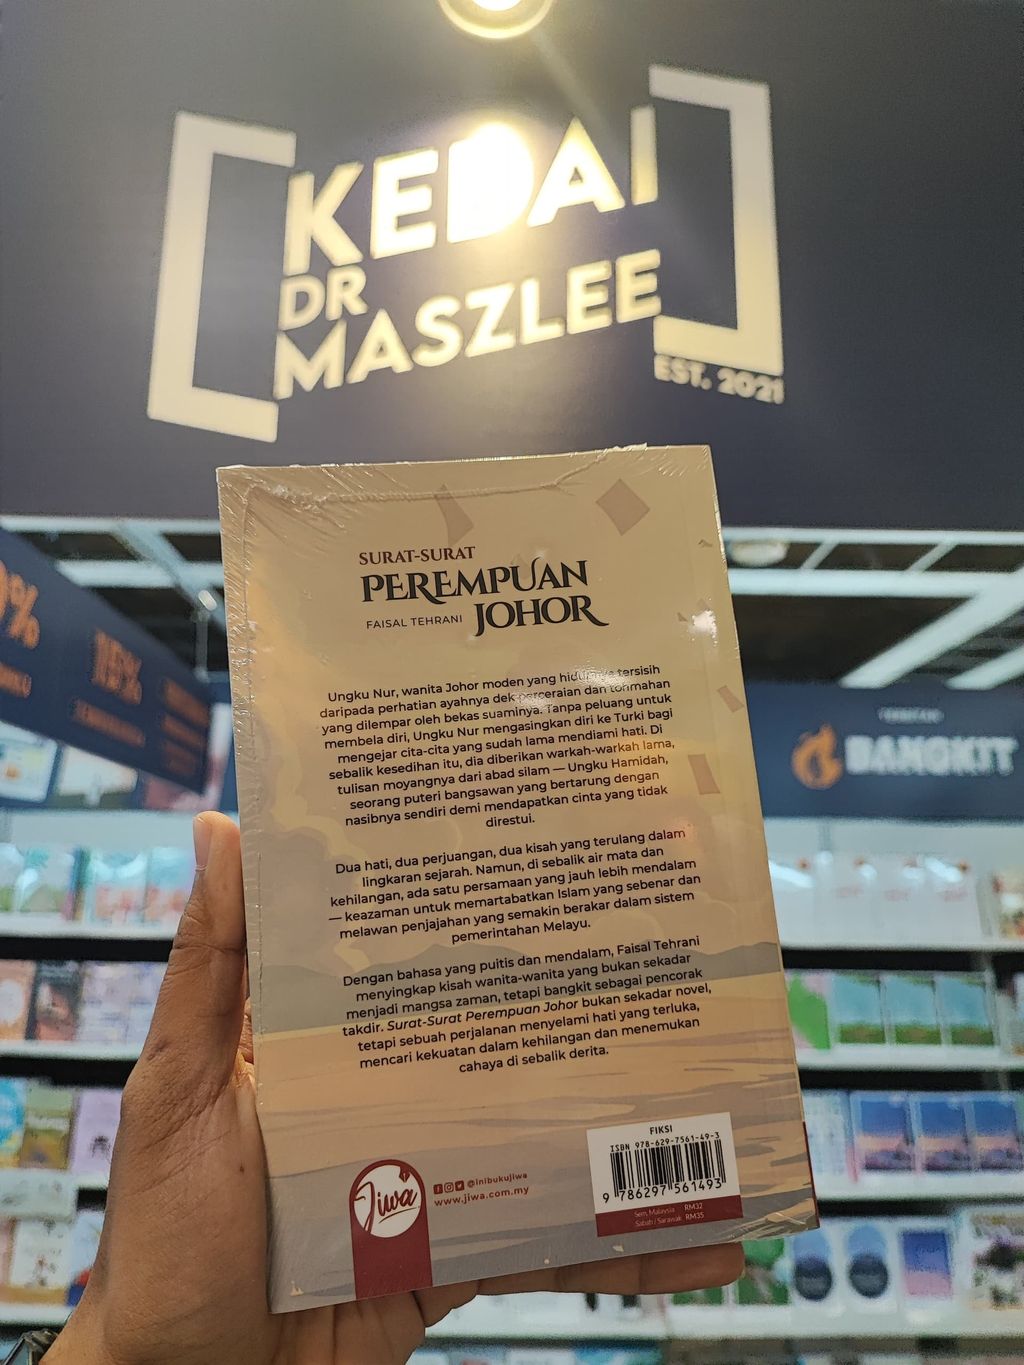 KEDAI
DR
MASZLEE
EST. 2021
SURAT-SURAT
PEREMPUAN
FAISAL TEHRANI JOHOR
Ungku Nur, wanita Johor moden yang hidupnya tersisih
daripada perhatian ayahnya dek perceraian dan tohmahan
yang dilempar oleh bekas suaminya. Tanpa peluang untuk
membela diri, Ungku Nur mengasingkan diri ke Turki bagi
mengejar cita-cita yang sudah lama mendiami hati. Di
sebalik kesedihan itu, dia diberikan warkah-warkah lama,
tulisan moyangnya dari abad silam — Ungku Hamidah,
seorang puteri bangsawan yang bertarung dengan
nasibnya sendiri demi mendapatkan cinta yang tidak
direstui.
Dua hati, dua perjuangan, dua kisah yang terulang dalam
lingkaran sejarah. Namun, di sebalik air mata dan
kehilangan, ada satu persamaan yang jauh lebih mendalam
— keazaman untuk memartabatkan Islam yang sebenar dan
melawan penjajahan yang semakin berakar dalam sistem
pemerintahan Melayu.
Dengan bahasa yang puitis dan mendalam, Faisal Tehrani
menyingkap kisah wanita-wanita yang bukan sekadar
menjadi mangsa zaman, tetapi bangkit sebagai pencorak
takdir. Surat-Surat Perempuan Johor bukan sekadar novel,
tetapi sebuah perjalanan menyelami hati yang terluka,
mencari kekuatan dalam kehilangan dan menemukan
cahaya di sebalik derita.
FIKSI
ISBN 978-629-7561-49-3
9 786297 561493
Sem. Malaysia RM32
Sabah / Sarawak RM35
Jiwa
@inibukujiwa
www.jiwa.com.my
15%
BANGKIT